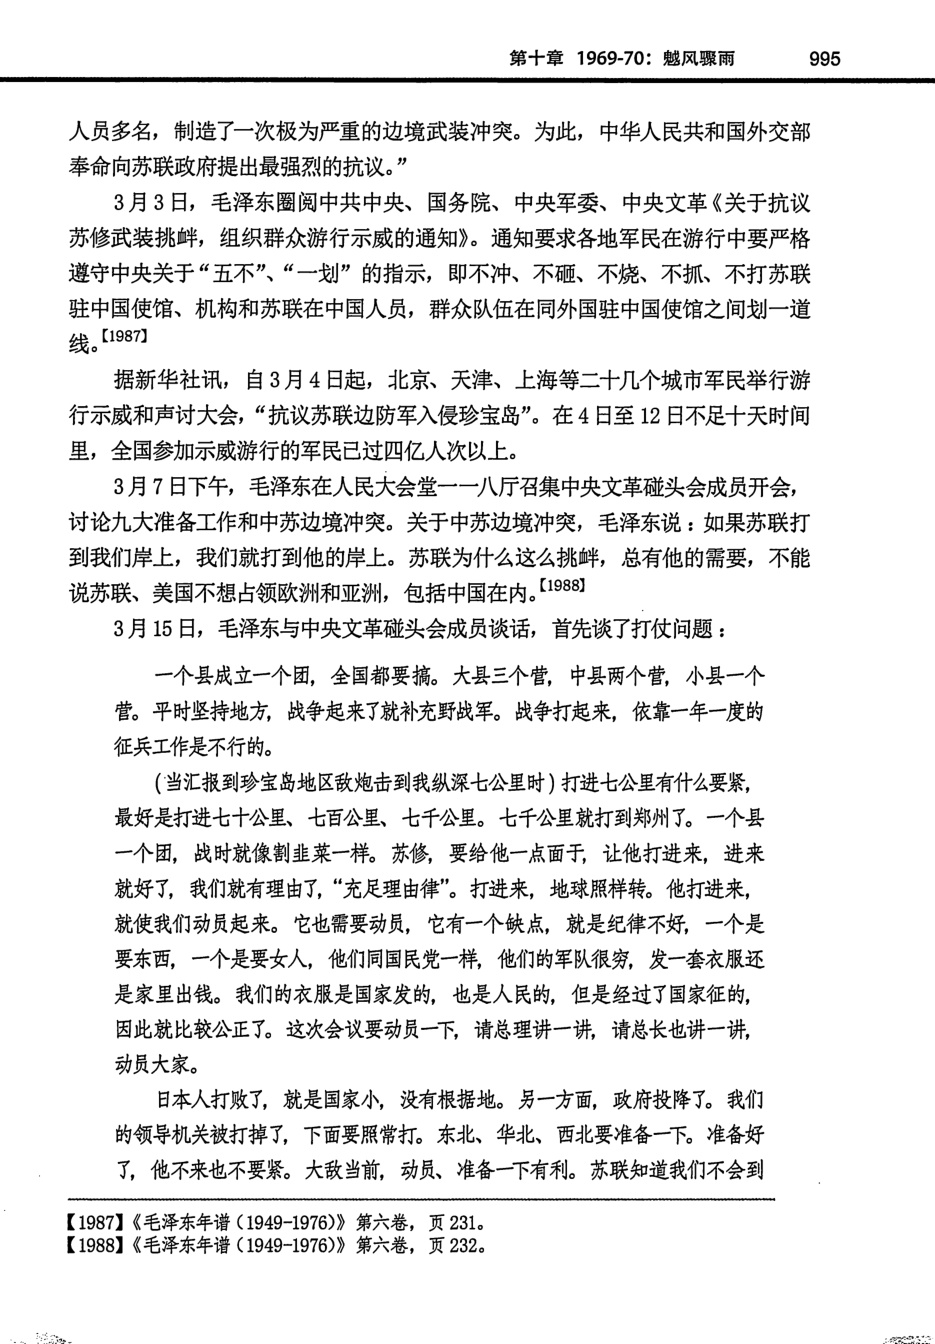 第十章 1969-70：魃风骤雨 995
人员多名，制造了一次极为严重的边境武装冲突。为此，中华人民共和国外交部
奉命向苏联政府提出最强烈的抗议。”
3月3日，毛泽东圈阅中共中央、国务院、中央军委、中央文革《关于抗议
苏修武装挑衅，组织群众游行示威的通知》。通知要求各地军民在游行中要严格
遵守中央关于“五不”、“一划”的指示，即不冲、不砸、不烧、不抓、不打苏联
驻中国使馆、机构和苏联在中国人员，群众队伍在同外国驻中国使馆之间划一道
线。【1987】
据新华社讯，自3月4日起，北京、天津、上海等二十几个城市军民举行游
行示威和声讨大会，“抗议苏联边防军入侵珍宝岛”。在4日至12日不足十天时间
里，全国参加示威游行的军民已过四亿人次以上。
3月7日下午，毛泽东在人民大会堂一一八厅召集中央文革碰头会成员开会，
讨论九大准备工作和中苏边境冲突。关于中苏边境冲突，毛泽东说：如果苏联打
到我们岸上，我们就打到他的岸上。苏联为什么这么挑衅，总有他的需要，不能
说苏联、美国不想占领欧洲和亚洲，包括中国在内。【1988】
3月15日，毛泽东与中央文革碰头会成员谈话，首先谈了打仗问题：
一个县成立一个团，全国都要搞。大县三个营，中县两个营，小县一个
营。平时坚持地方，战争起来了就补充野战军。战争打起来，依靠一年一度的
征兵工作是不行的。
(当汇报到珍宝岛地区敌炮击到我纵深七公里时)打进七公里有什么要紧，
最好是打进七十公里、七百公里、七千公里。七千公里就打到郑州了。一个县
一个团，战时就像割韭菜一样。苏修，要给他一点面于，让他打进来，进来
就好了，我们就有理由了，“充足理由律”。打进来，地球照样转。他打进来，
就使我们动员起来。它也需要动员，它有一个缺点，就是纪律不好，一个是
要东西，一个是要女人，他们同国民党一样，他们的军队很穷，发一套衣服还
是家里出钱。我们的衣服是国家发的，也是人民的，但是经过了国家征的，
因此就比较公正了。这次会议要动员一下，请总理讲一讲，请总长也讲一讲，
动员大家。
日本人打败了，就是国家小，没有根据地。另一方面，政府投降了。我们
的领导机关被打掉了，下面要照常打。东北、华北、西北要准备一下。准备好
了，他不来也不要紧。大敌当前，动员、准备一下有利。苏联知道我们不会到
【1987】《毛泽东年谱（1949-1976）》第六卷，页231。
【1988】《毛泽东年谱（1949-1976）》第六卷，页232。